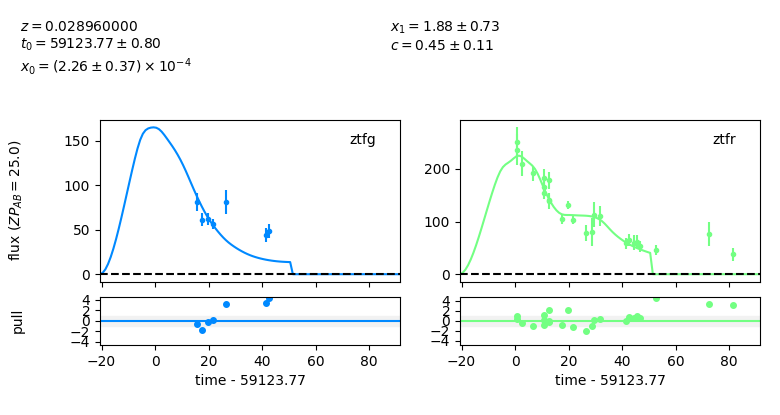 z = 0.028960000
t₀ = 59123.77 ± 0.80
x₀ = (2.26 ± 0.37) × 10⁻⁴
x₁ = 1.88 ± 0.73
c = 0.45 ± 0.11
flux (ZP_AB = 25.0)
ztfg
150
100
50
0
ztfr
200
100
0
pull
4
2
0
−2
−4
−20 0 20 40 60 80
time - 59123.77
4
2
0
−2
−4
−20 0 20 40 60 80
time - 59123.77